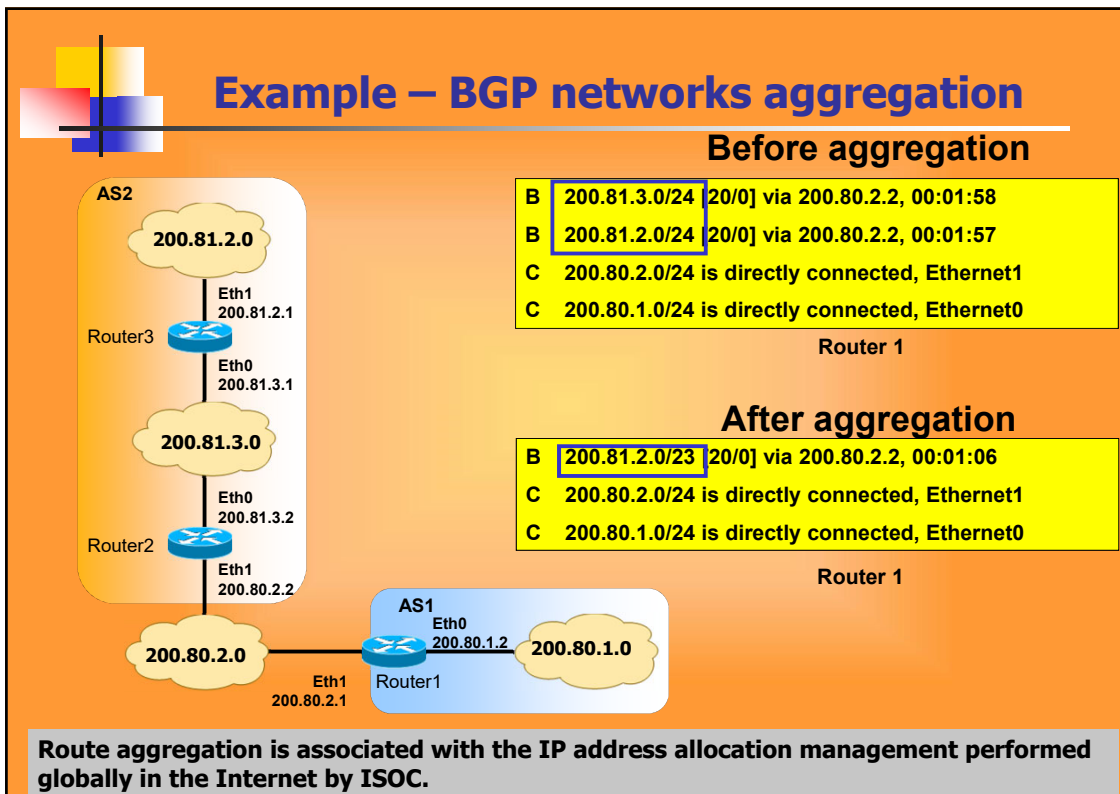 Example – BGP networks aggregation
Before aggregation
B 200.81.3.0/24 [20/0] via 200.80.2.2, 00:01:58
B 200.81.2.0/24 [20/0] via 200.80.2.2, 00:01:57
C 200.80.2.0/24 is directly connected, Ethernet1
C 200.80.1.0/24 is directly connected, Ethernet0
Router 1
After aggregation
B 200.81.2.0/23 [20/0] via 200.80.2.2, 00:01:06
C 200.80.2.0/24 is directly connected, Ethernet1
C 200.80.1.0/24 is directly connected, Ethernet0
Router 1
AS2
200.81.2.0
Eth1
200.81.2.1
Router3
Eth0
200.81.3.1
200.81.3.0
Eth0
200.81.3.2
Router2
Eth1
200.80.2.2
AS1
Eth0
200.80.1.2
200.80.2.0
200.80.1.0
Eth1
200.80.2.1
Router1
Route aggregation is associated with the IP address allocation management performed
globally in the Internet by ISOC.